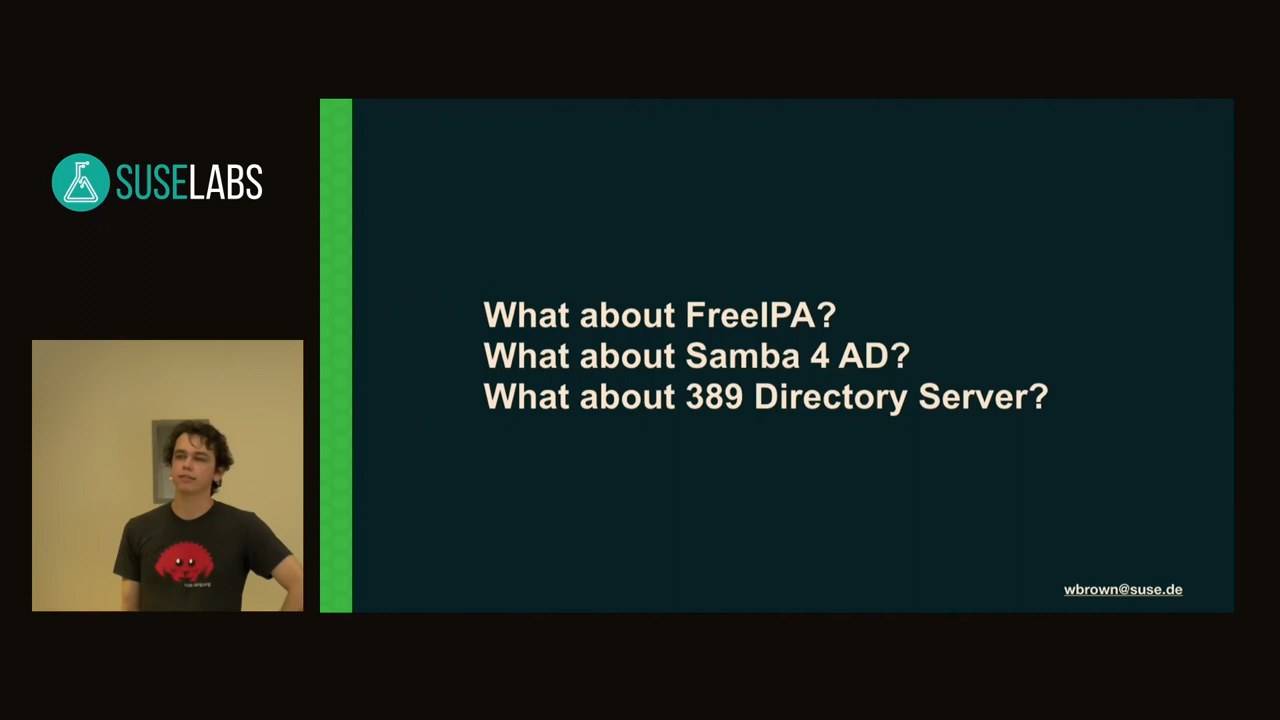 SUSELABS
What about FreeIPA?
What about Samba 4 AD?
What about 389 Directory Server?
wbrown@suse.de